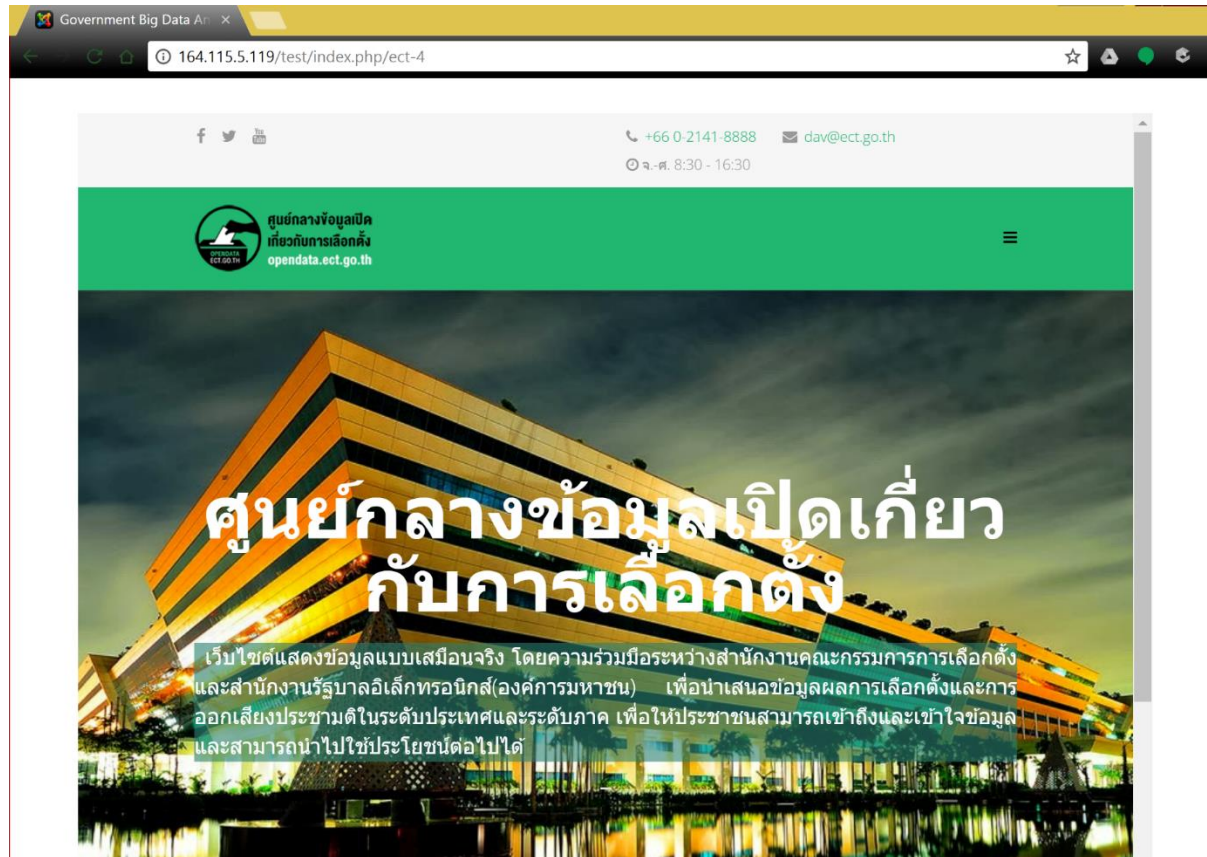 Government Big Data An
164.115.5.119/test/index.php/ect-4
You Tube
+66 0-2141-8888 dav@ect.go.th
จ.-ศ. 8:30 - 16:30
ศูนย์กลางข้อมูลเปิด
เกี่ยวกับการเลือกตั้ง
opendata.ect.go.th
OPENDATA
ECT.GO.TH
ศูนย์กลางข้อมูลเปิดเกี่ยว
กับการเลือกตั้ง
เว็บไซต์แสดงข้อมูลแบบเสมือนจริง โดยความร่วมมือระหว่างสำนักงานคณะกรรมการการเลือกตั้ง
และสำนักงานรัฐบาลอิเล็กทรอนิกส์(องค์การมหาชน) เพื่อนำเสนอข้อมูลผลการเลือกตั้งและการ
ออกเสียงประชามติในระดับประเทศและระดับภาค เพื่อให้ประชาชนสามารถเข้าถึงและเข้าใจข้อมูล
และสามารถนำไปใช้ประโยชน์ต่อไปได้